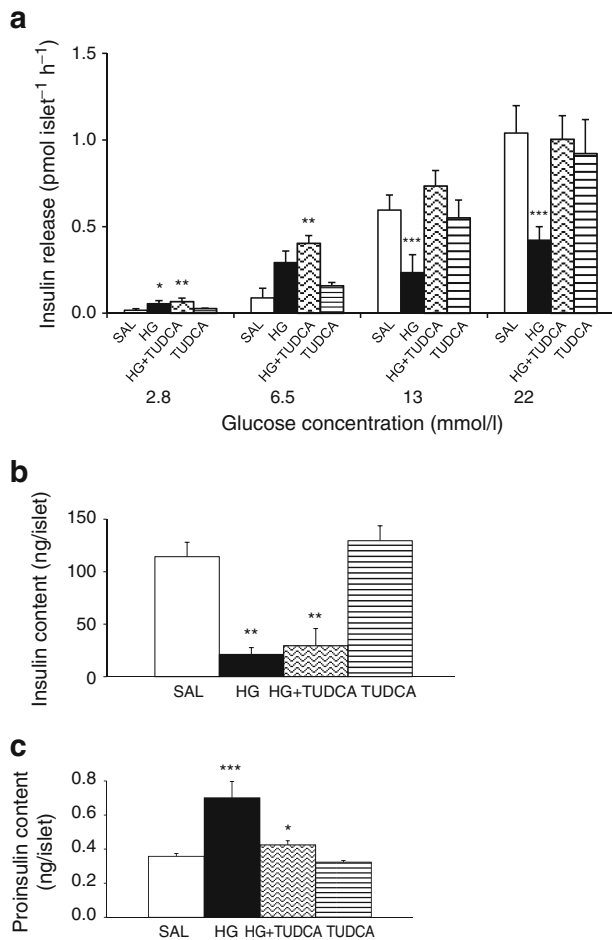 a
Insulin release (pmol islet⁻¹ h⁻¹)
1.5
1.0
0.5
0.0
* ** ** *** ***
SAL HG HG+TUDCA TUDCA SAL HG HG+TUDCA TUDCA SAL HG HG+TUDCA TUDCA SAL HG HG+TUDCA TUDCA
2.8 6.5 13 22
Glucose concentration (mmol/l)
b
Insulin content (ng/islet)
150
100
50
0
** **
SAL HG HG+TUDCA TUDCA
c
Proinsulin content
(ng/islet)
0.8
0.6
0.4
0.2
0.0
*** *
SAL HG HG+TUDCA TUDCA